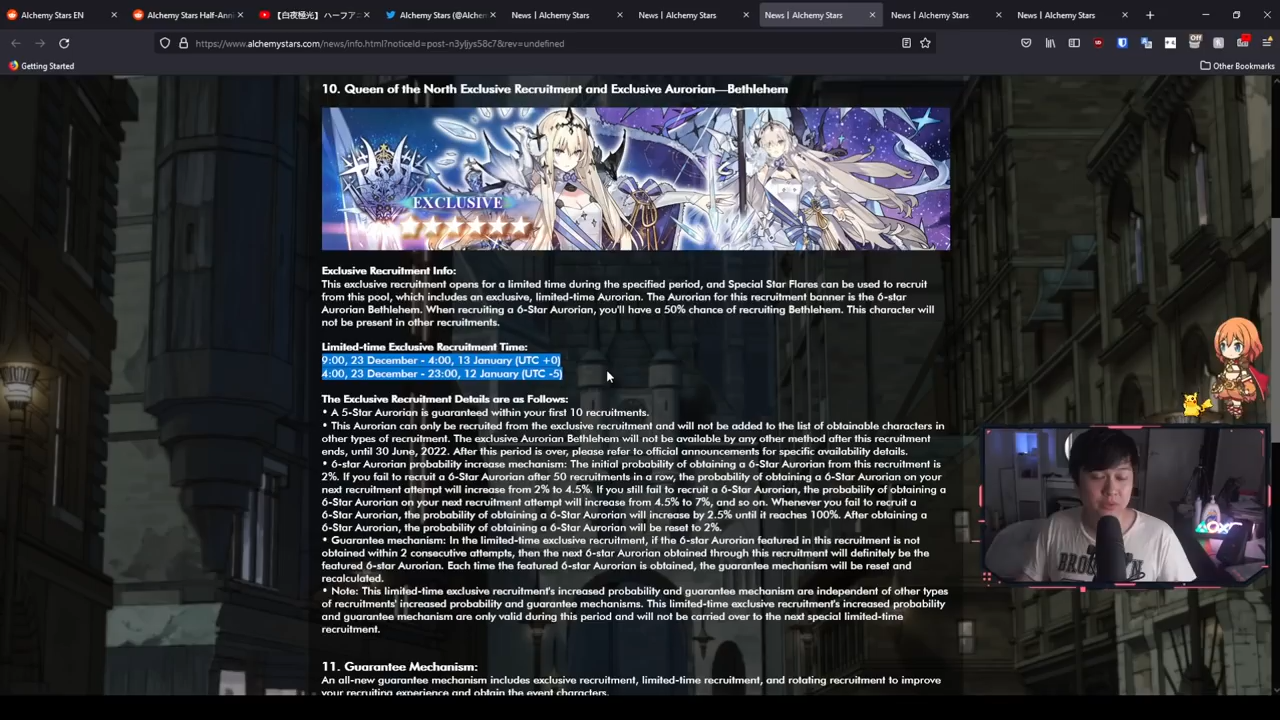 Alchemy Stars EN
Alchemy Stars Half-Anni
【白夜極光】ハーフア
Alchemy Stars (@Alchem
News | Alchemy Stars
News | Alchemy Stars
News | Alchemy Stars
News | Alchemy Stars
News | Alchemy Stars
https://www.alchemystars.com/news/info.html?noticeId=post-n3yljys58c7&rev=undefined
Off
Getting Started
Other Bookmarks
10. Queen of the North Exclusive Recruitment and Exclusive Aurorian—Bethlehem
EXCLUSIVE
Exclusive Recruitment Info:
This exclusive recruitment opens for a limited time during the specified period, and Special Star Flares can be used to recruit
from this pool, which includes an exclusive, limited-time Aurorian. The Aurorian for this recruitment banner is the 6-star
Aurorian Bethlehem. When recruiting a 6-Star Aurorian, you'll have a 50% chance of recruiting Bethlehem. This character will
not be present in other recruitments.
Limited-time Exclusive Recruitment Time:
9:00, 23 December - 4:00, 13 January (UTC +0)
4:00, 23 December - 23:00, 12 January (UTC -5)
The Exclusive Recruitment Details are as Follows:
• A 5-Star Aurorian is guaranteed within your first 10 recruitments.
• This Aurorian can only be recruited from the exclusive recruitment and will not be added to the list of obtainable characters in
other types of recruitment. The exclusive Aurorian Bethlehem will not be available by any other method after this recruitment
ends, until 30 June, 2022. After this period is over, please refer to official announcements for specific availability details.
• 6-star Aurorian probability increase mechanism: The initial probability of obtaining a 6-Star Aurorian from this recruitment is
2%. If you fail to recruit a 6-Star Aurorian after 50 recruitments in a row, the probability of obtaining a 6-Star Aurorian on your
next recruitment attempt will increase from 2% to 4.5%. If you still fail to recruit a 6-Star Aurorian, the probability of obtaining a
6-Star Aurorian on your next recruitment attempt will increase from 4.5% to 7%, and so on. Whenever you fail to recruit a
6-Star Aurorian, the probability of obtaining a 6-Star Aurorian will increase by 2.5% until it reaches 100%. After obtaining a
6-Star Aurorian, the probability of obtaining a 6-Star Aurorian will be reset to 2%.
• Guarantee mechanism: In the limited-time exclusive recruitment, if the 6-star Aurorian featured in this recruitment is not
obtained within 2 consecutive attempts, then the next 6-star Aurorian obtained through this recruitment will definitely be the
featured 6-star Aurorian. Each time the featured 6-star Aurorian is obtained, the guarantee mechanism will be reset and
recalculated.
• Note: This limited-time exclusive recruitment's increased probability and guarantee mechanism are independent of other types
of recruitments' increased probability and guarantee mechanisms. This limited-time exclusive recruitment's increased probability
and guarantee mechanism are only valid during this period and will not be carried over to the next special limited-time
recruitment.
11. Guarantee Mechanism:
An all-new guarantee mechanism includes exclusive recruitment, limited-time recruitment, and rotating recruitment to improve
your recruiting experience and obtain the event characters.